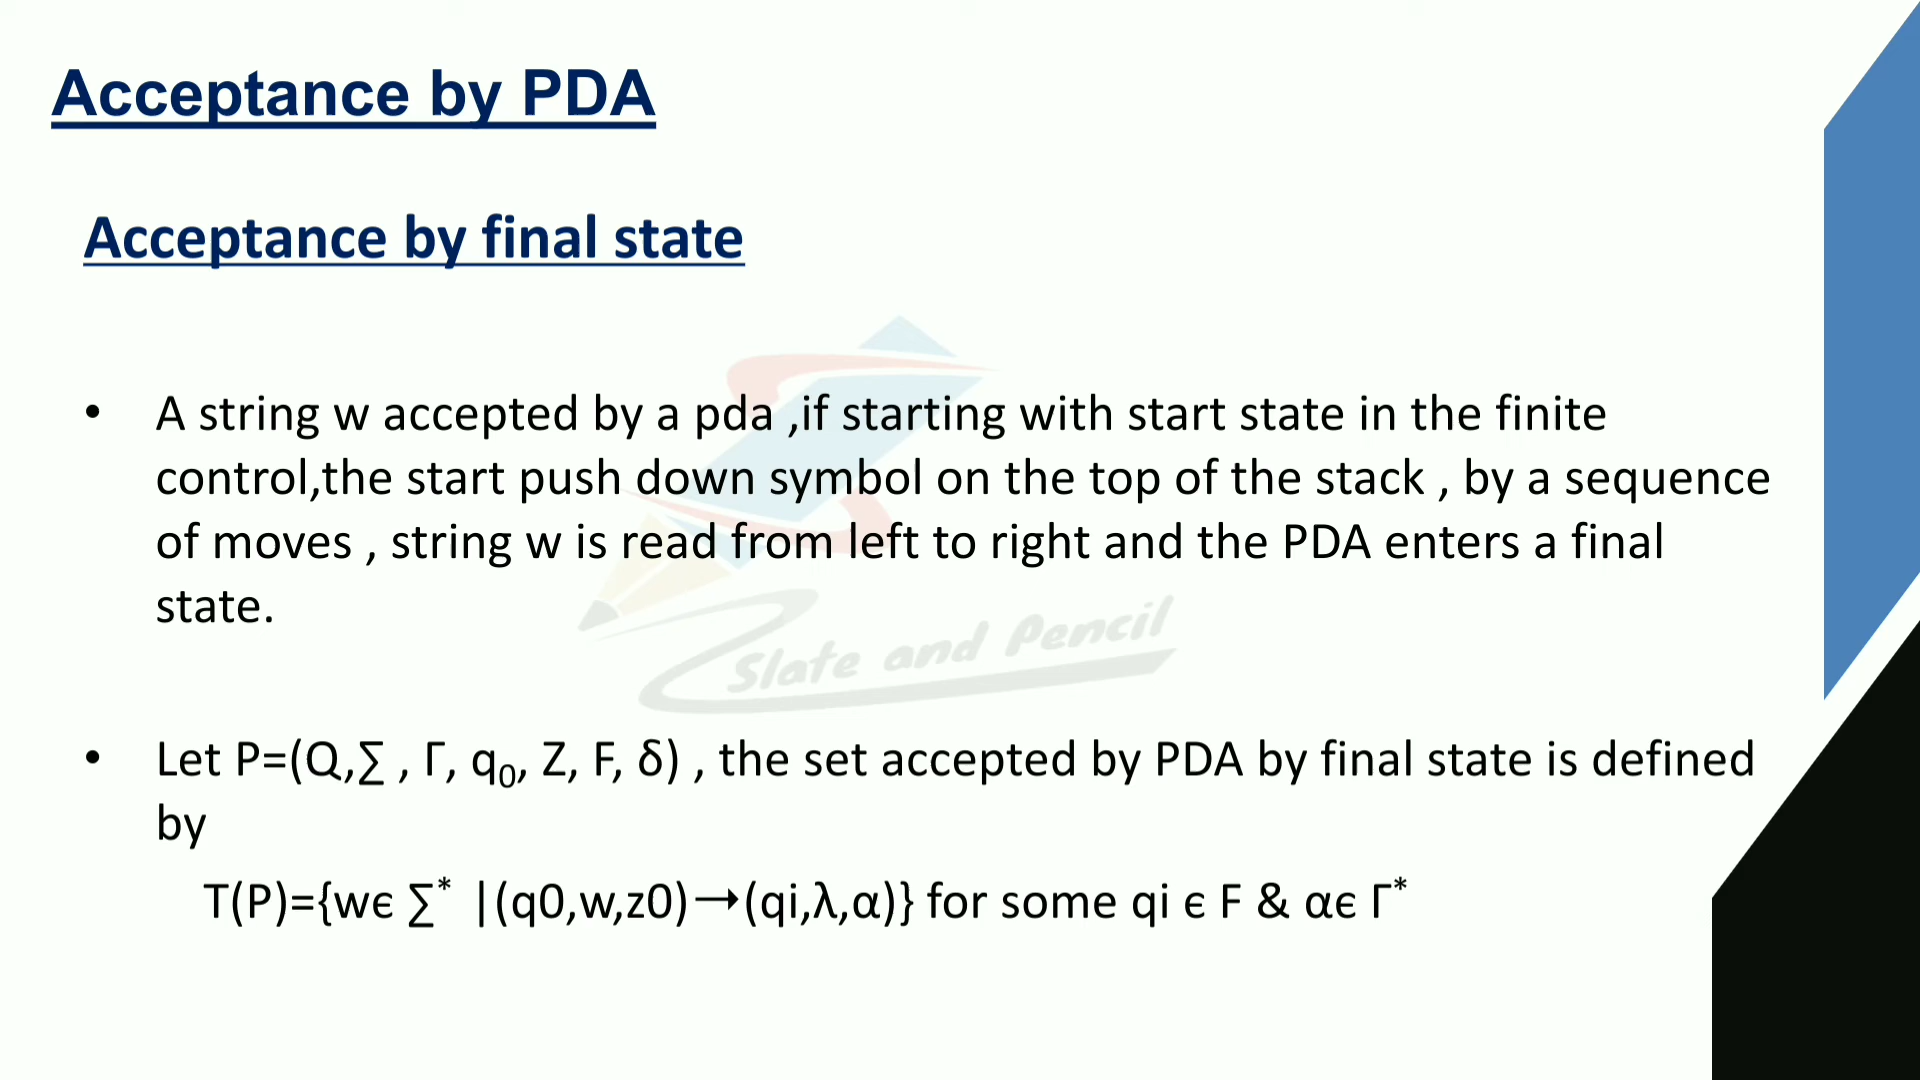 Acceptance by PDA
Acceptance by final state
• A string w accepted by a pda ,if starting with start state in the finite
control,the start push down symbol on the top of the stack , by a sequence
of moves , string w is read from left to right and the PDA enters a final
state.
Slate and Pencil
• Let P=(Q,∑ , Γ, q₀, Z, F, δ) , the set accepted by PDA by final state is defined
by
T(P)={wϵ ∑* |(q0,w,z0)→(qi,λ,α)} for some qi ϵ F & αϵ Γ*